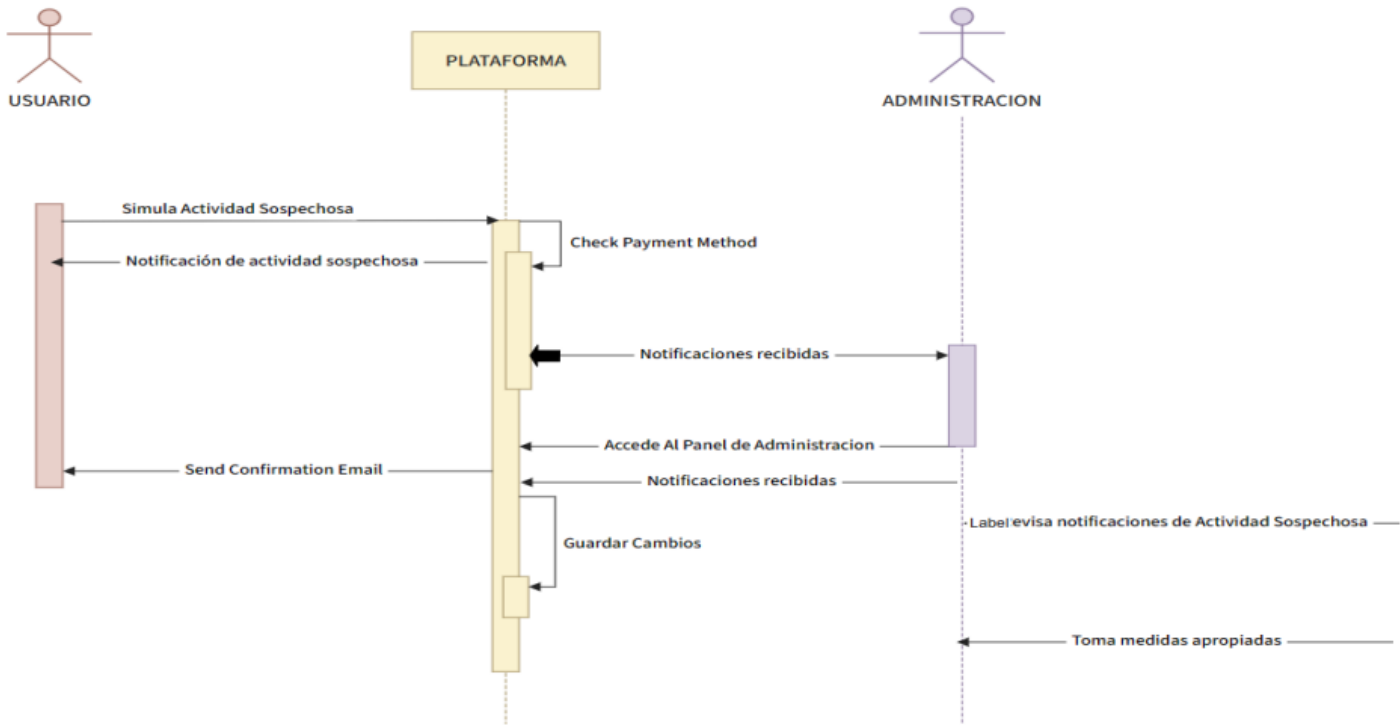 USUARIO
PLATAFORMA
ADMINISTRACION
Simula Actividad Sospechosa
Check Payment Method
Notificación de actividad sospechosa
Notificaciones recibidas
Accede Al Panel de Administracion
Send Confirmation Email
Notificaciones recibidas
Label evisa notificaciones de Actividad Sospechosa
Guardar Cambios
Toma medidas apropiadas